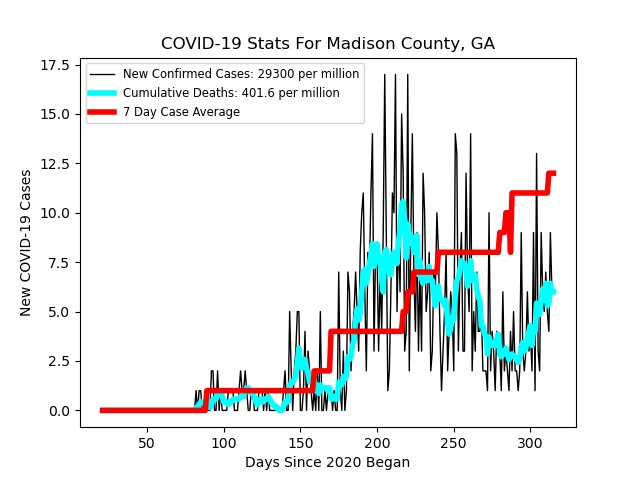 COVID-19 Stats For Madison County, GA
New Confirmed Cases: 29300 per million
Cumulative Deaths: 401.6 per million
7 Day Case Average
17.5
15.0
12.5
10.0
7.5
5.0
2.5
0.0
New COVID-19 Cases
50 100 150 200 250 300
Days Since 2020 Began